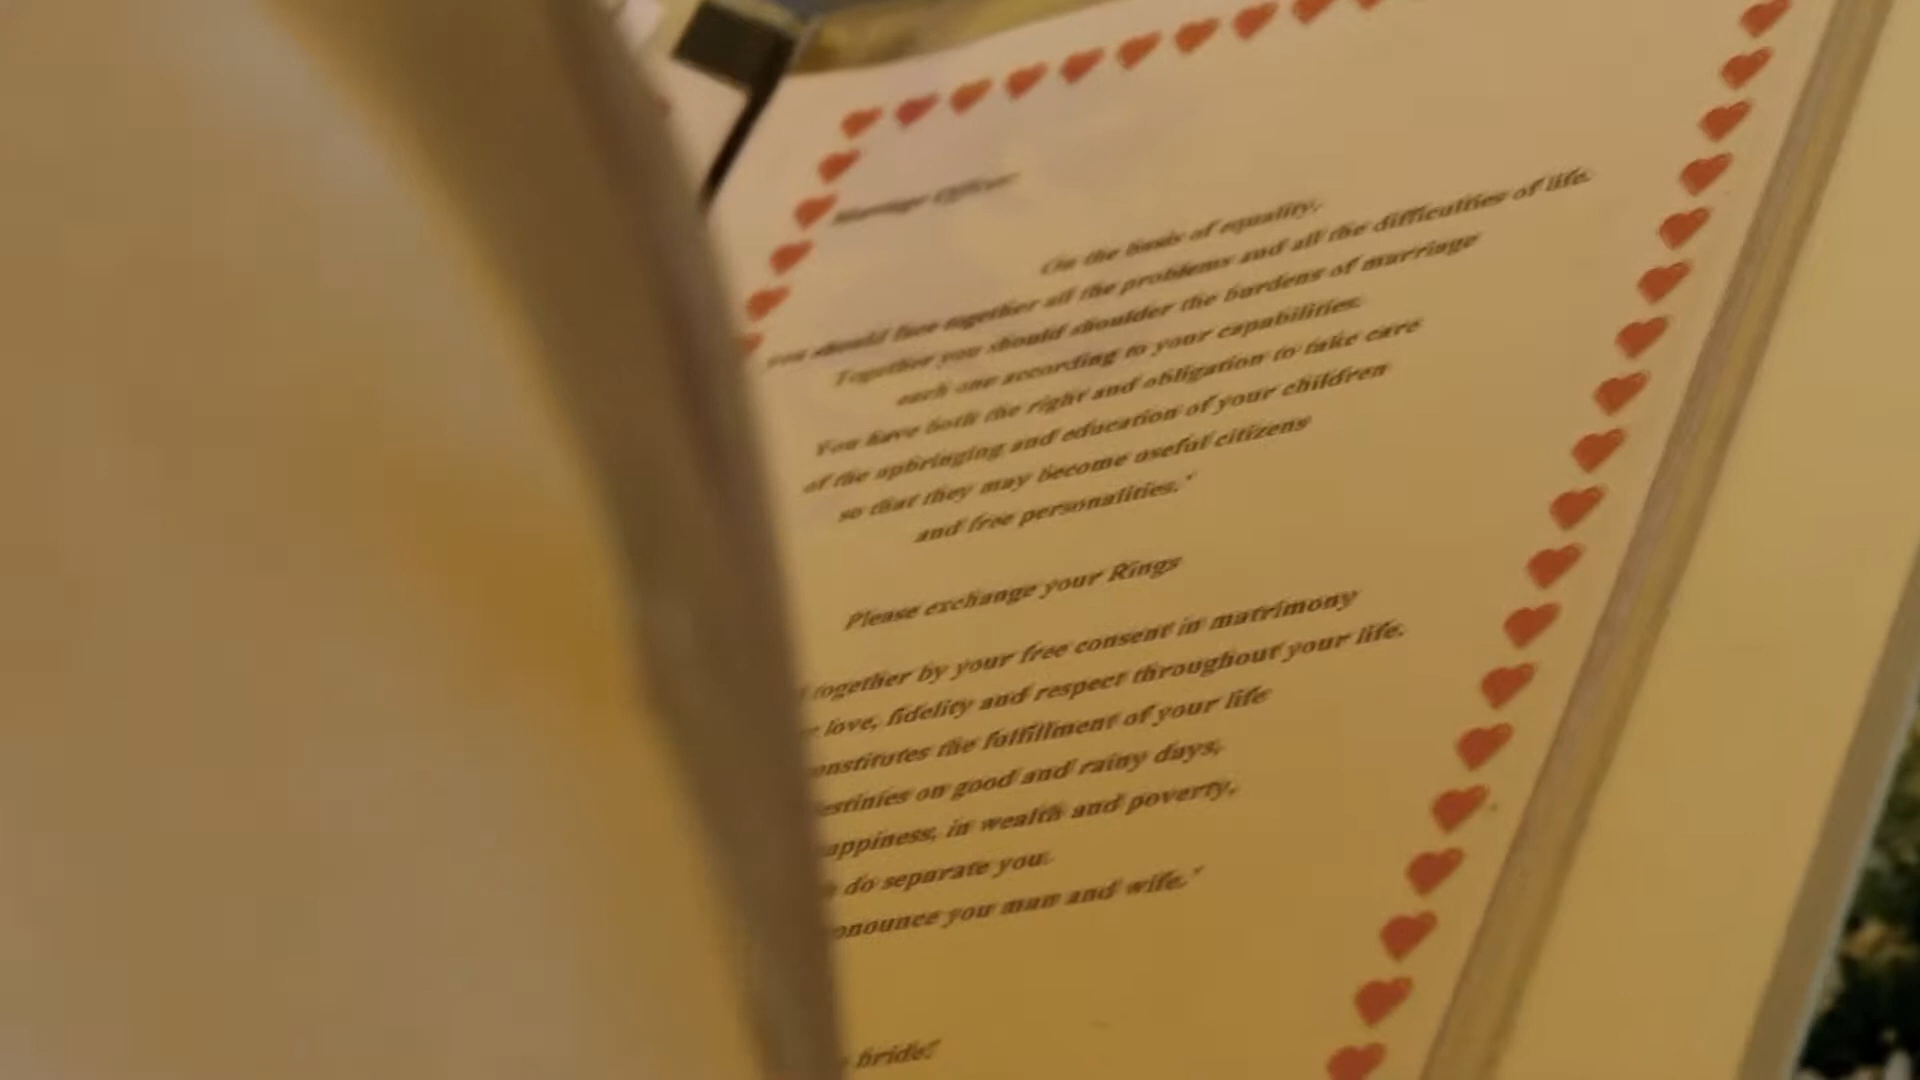 Marriage Officer
On the basis of equality,
you should face together all the problems and all the difficulties of life.
Together you should shoulder the burdens of marriage
each one according to your capabilities.
You have both the right and obligation to take care
of the upbringing and education of your children
so that they may become useful citizens
and free personalities."
Please exchange your Rings
together by your free consent in matrimony
love, fidelity and respect throughout your life.
onstitutes the fulfillment of your life
estinies on good and rainy days,
appiness, in wealth and poverty,
do separate you.
onounce you man and wife."
bride!